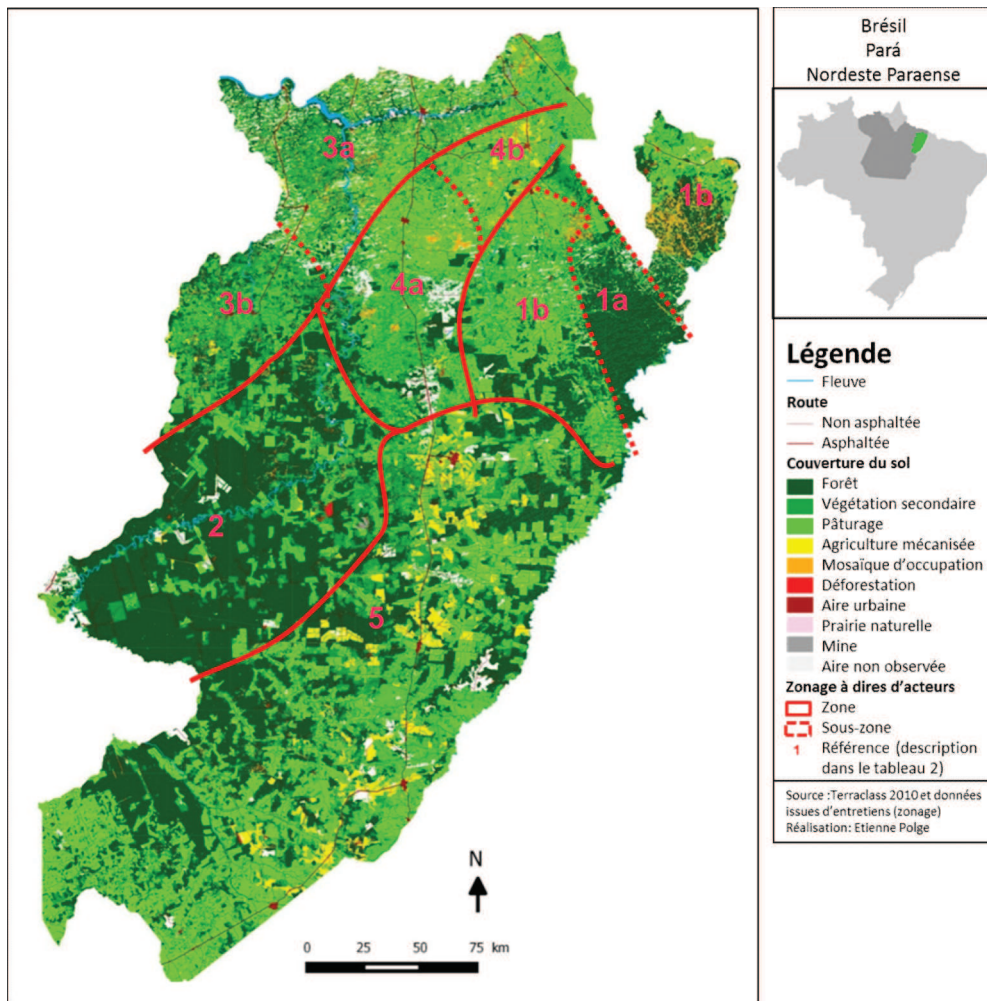 Brésil
Pará
Nordeste Paraense
3a
4b
1b
4a
3b
1b
1a
2
5
N
0 25 50 75 km
Légende
Fleuve
Route
Non asphaltée
Asphaltée
Couverture du sol
Forêt
Végétation secondaire
Pâturage
Agriculture mécanisée
Mosaïque d'occupation
Déforestation
Aire urbaine
Prairie naturelle
Mine
Aire non observée
Zonage à dires d'acteurs
Zone
Sous-zone
1 Référence (description
dans le tableau 2)
Source :Terraclass 2010 et données
issues d'entretiens (zonage)
Réalisation: Etienne Polge